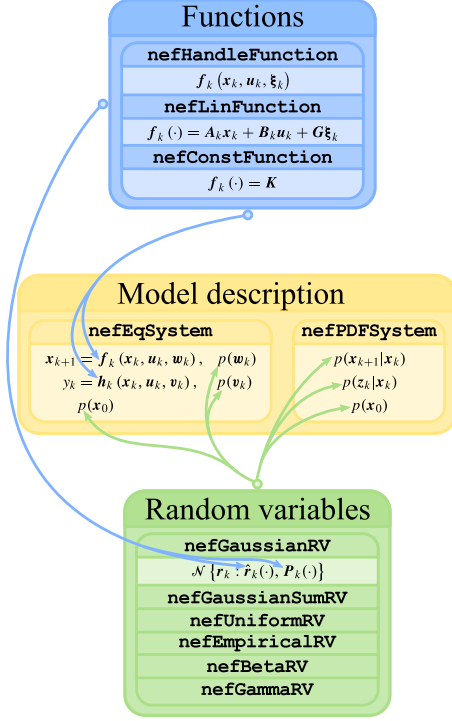 Functions
nefHandleFunction
f_k (x_k, u_k, ξ_k)
nefLinFunction
f_k (·) = A_k x_k + B_k u_k + G ξ_k
nefConstFunction
f_k (·) = K
Model description
nefEqSystem
x_{k+1} = f_k (x_k, u_k, w_k) , p(w_k)
y_k = h_k (x_k, u_k, v_k) , p(v_k)
p(x_0)
nefPDFSystem
p(x_{k+1}|x_k)
p(z_k|x_k)
p(x_0)
Random variables
nefGaussianRV
𝒩 {r_k : r̂_k(·), P_k(·)}
nefGaussianSumRV
nefUniformRV
nefEmpiricalRV
nefBetaRV
nefGammaRV